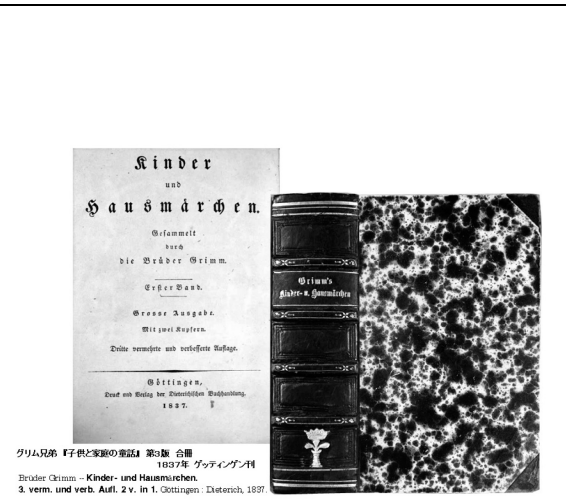 Kinder
und
Hausmärchen.
Gesammelt
durch
die Brüder Grimm.
Erster Band.
Grosse Ausgabe.
Mit zwei Kupfern.
Dritte vermehrte und verbesserte Auflage.
Göttingen,
Druck und Verlag der Dieterichischen Buchhandlung.
1837.
Grimm's
Kinder- u. Hausmärchen
グリム兄弟 『子供と家庭の童話』 第3版 合冊
1837年 ゲッティンゲン刊
Brüder Grimm -- Kinder- und Hausmärchen.
3. verm. und verb. Aufl. 2 v. in 1. Göttingen : Dieterich, 1837.